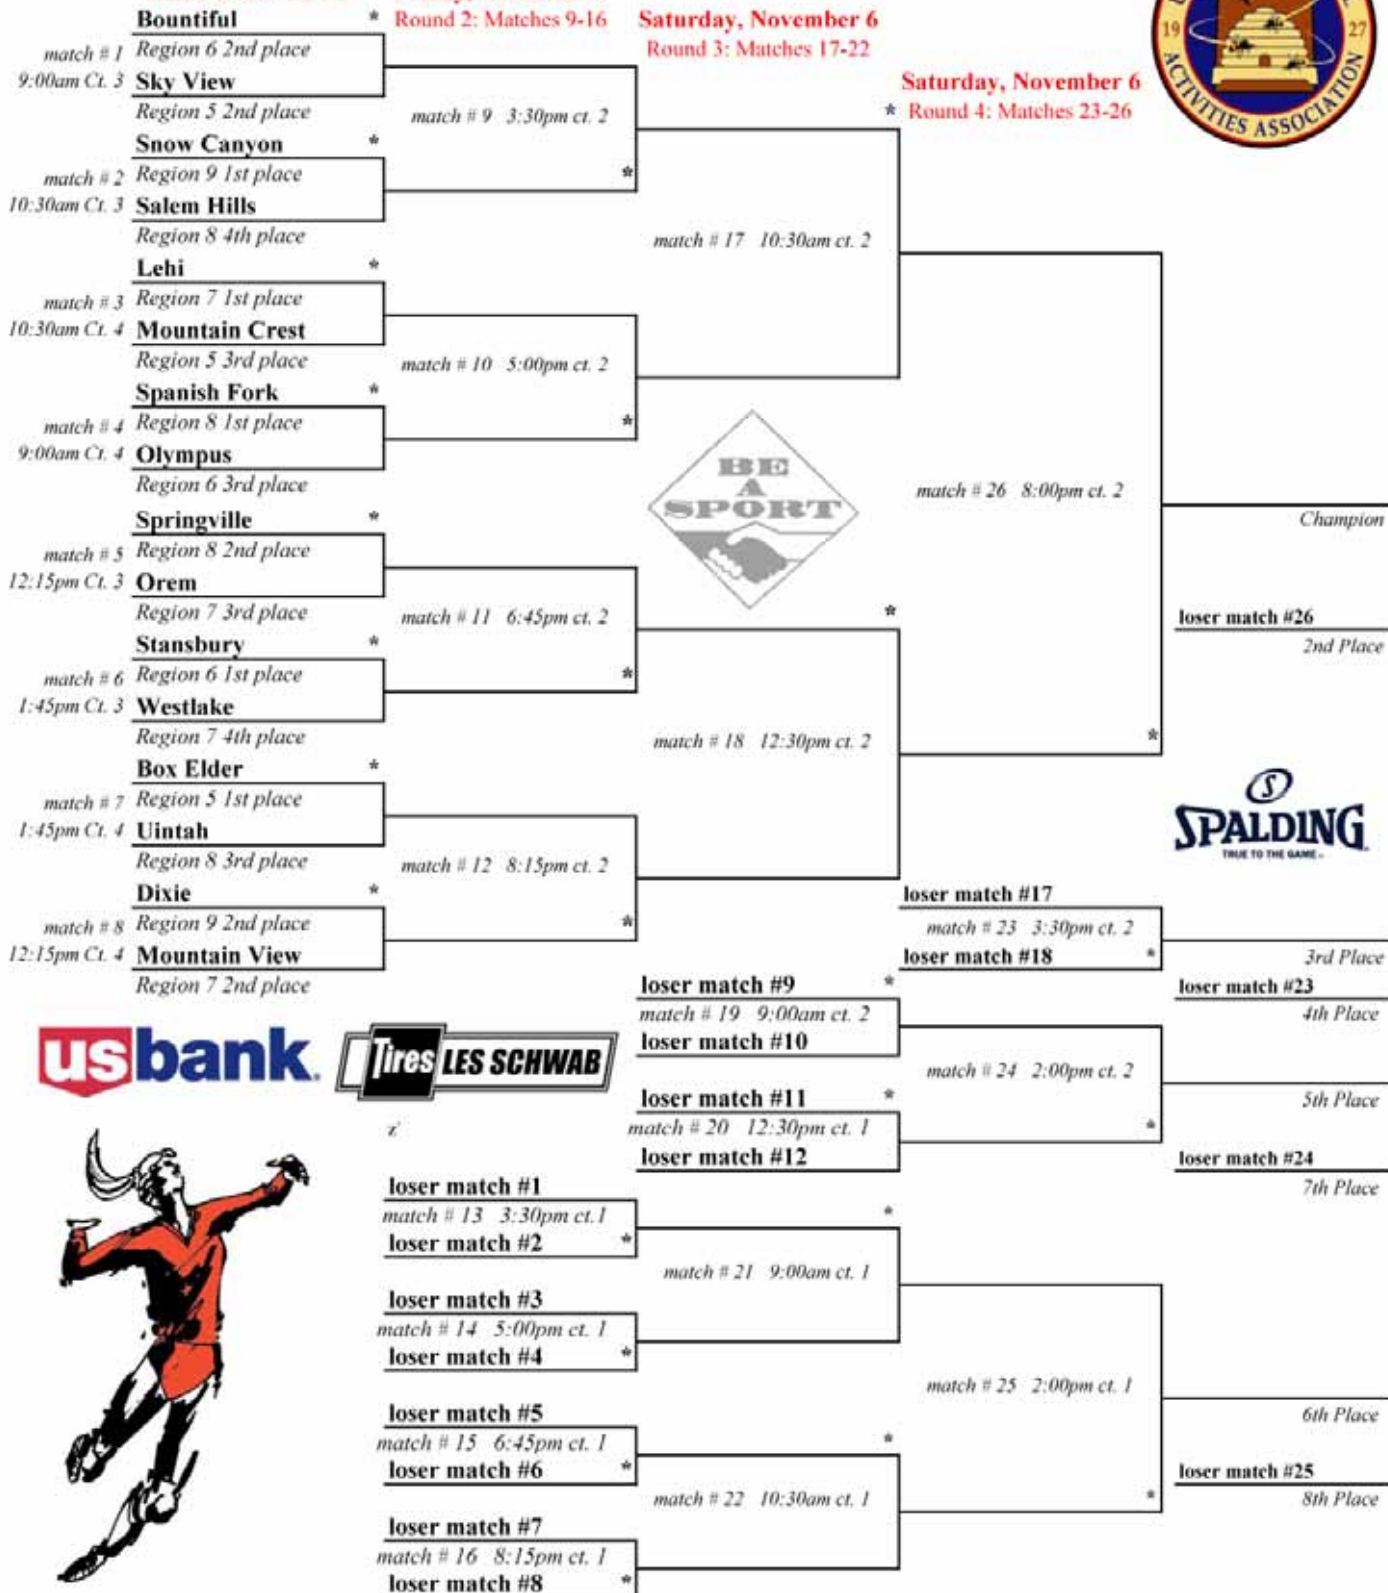 Bountiful *
Region 6 2nd place
match # 1
9:00am Ct. 3
Sky View
Region 5 2nd place
Snow Canyon *
Region 9 1st place
match # 2
10:30am Ct. 3
Salem Hills
Region 8 4th place
Lehi *
Region 7 1st place
match # 3
10:30am Ct. 4
Mountain Crest
Region 5 3rd place
Spanish Fork *
Region 8 1st place
match # 4
9:00am Ct. 4
Olympus
Region 6 3rd place
Springville *
Region 8 2nd place
match # 5
12:15pm Ct. 3
Orem
Region 7 3rd place
Stansbury *
Region 6 1st place
match # 6
1:45pm Ct. 3
Westlake
Region 7 4th place
Box Elder *
Region 5 1st place
match # 7
1:45pm Ct. 4
Uintah
Region 8 3rd place
Dixie *
Region 9 2nd place
match # 8
12:15pm Ct. 4
Mountain View
Region 7 2nd place
Round 2: Matches 9-16
match # 9 3:30pm ct. 2
*
match # 10 5:00pm ct. 2
*
match # 11 6:45pm ct. 2
*
match # 12 8:15pm ct. 2
*
Saturday, November 6
Round 3: Matches 17-22
*
match # 17 10:30am ct. 2
BE
A
SPORT
*
match # 18 12:30pm ct. 2
Saturday, November 6
Round 4: Matches 23-26
match # 26 8:00pm ct. 2
*
19 27
ACTIVITIES ASSOCIATION
Champion
loser match #26
2nd Place
S
SPALDING
TRUE TO THE GAME
loser match #17
match # 23 3:30pm ct. 2
loser match #18 *
3rd Place
loser match #23
4th Place
loser match #9 *
match # 19 9:00am ct. 2
loser match #10
loser match #11 *
match # 20 12:30pm ct. 1
loser match #12
match # 24 2:00pm ct. 2
*
5th Place
loser match #24
7th Place
usbank.
Tires LES SCHWAB
z'
loser match #1
match # 13 3:30pm ct.1
loser match #2 *
loser match #3
match # 14 5:00pm ct. 1
loser match #4 *
loser match #5
match # 15 6:45pm ct. 1
loser match #6 *
loser match #7
match # 16 8:15pm ct. 1
loser match #8 *
*
match # 21 9:00am ct. 1
*
match # 22 10:30am ct. 1
match # 25 2:00pm ct. 1
*
6th Place
loser match #25
8th Place